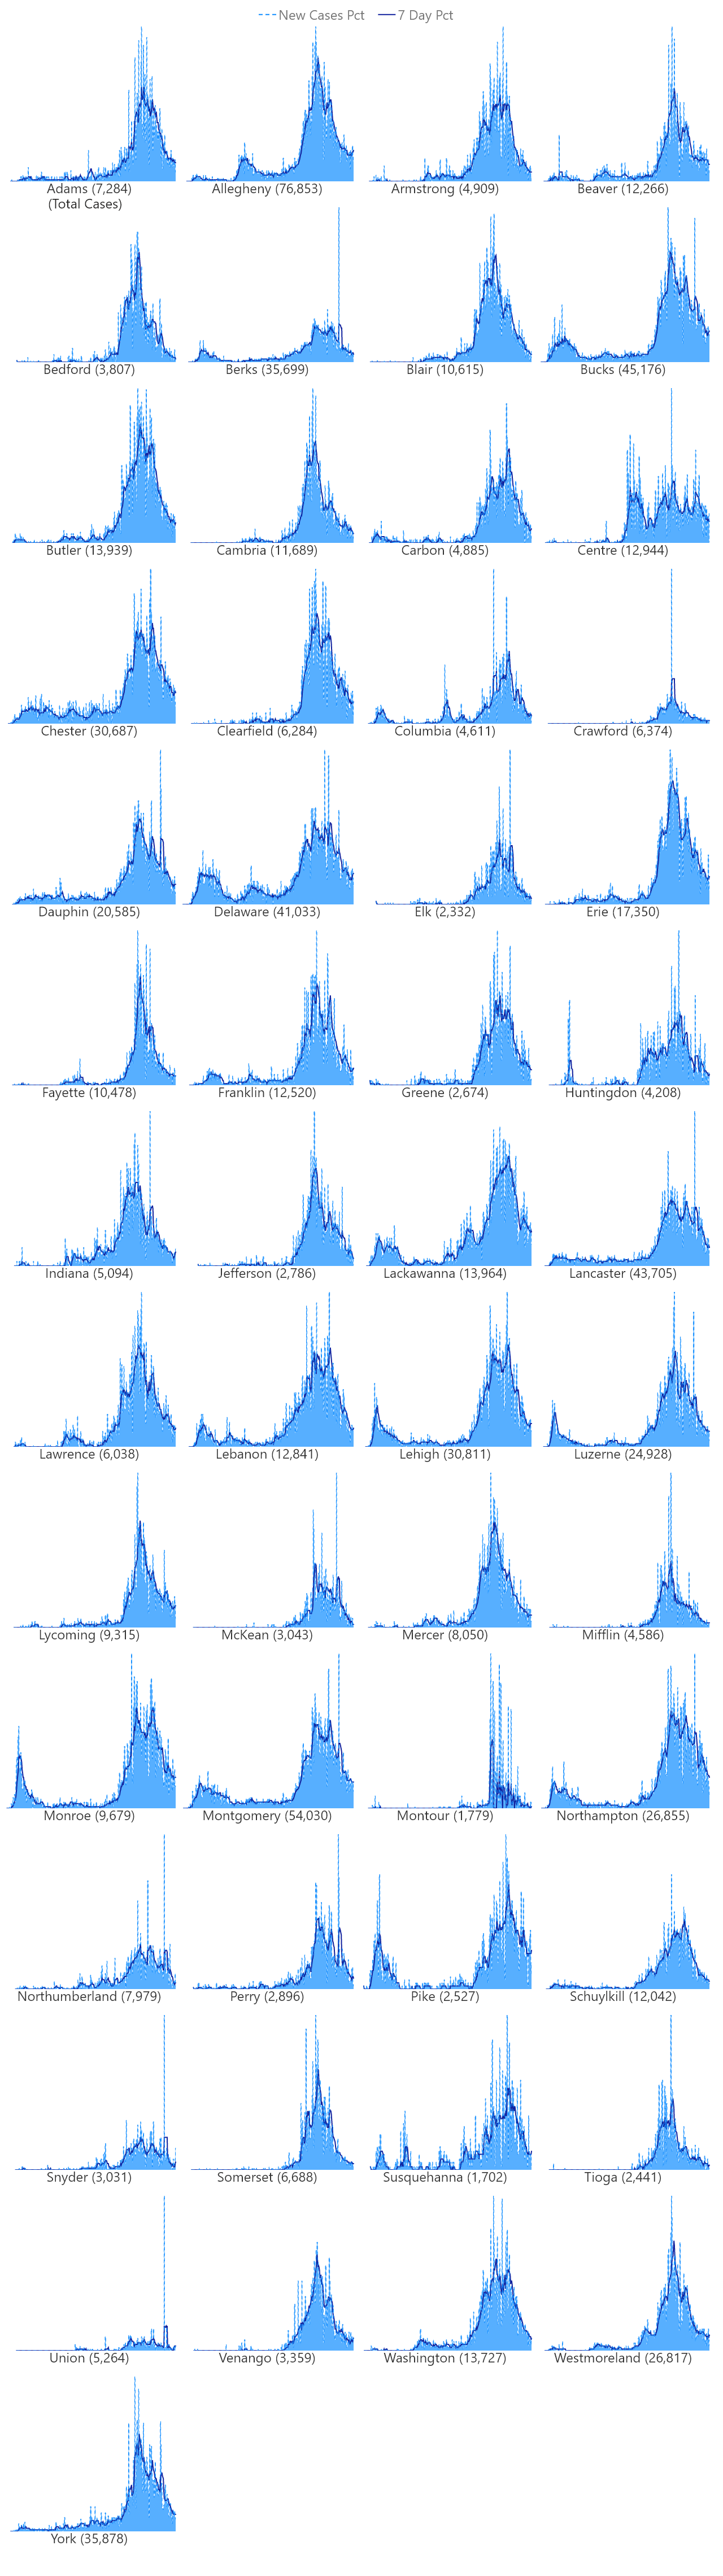 New Cases Pct 7 Day Pct
Adams (7,284) Allegheny (76,853) Armstrong (4,909) Beaver (12,266)
(Total Cases)
Bedford (3,807) Berks (35,699) Blair (10,615) Bucks (45,176)
Butler (13,939) Cambria (11,689) Carbon (4,885) Centre (12,944)
Chester (30,687) Clearfield (6,284) Columbia (4,611) Crawford (6,374)
Dauphin (20,585) Delaware (41,033) Elk (2,332) Erie (17,350)
Fayette (10,478) Franklin (12,520) Greene (2,674) Huntingdon (4,208)
Indiana (5,094) Jefferson (2,786) Lackawanna (13,964) Lancaster (43,705)
Lawrence (6,038) Lebanon (12,841) Lehigh (30,811) Luzerne (24,928)
Lycoming (9,315) McKean (3,043) Mercer (8,050) Mifflin (4,586)
Monroe (9,679) Montgomery (54,030) Montour (1,779) Northampton (26,855)
Northumberland (7,979) Perry (2,896) Pike (2,527) Schuylkill (12,042)
Snyder (3,031) Somerset (6,688) Susquehanna (1,702) Tioga (2,441)
Union (5,264) Venango (3,359) Washington (13,727) Westmoreland (26,817)
York (35,878)